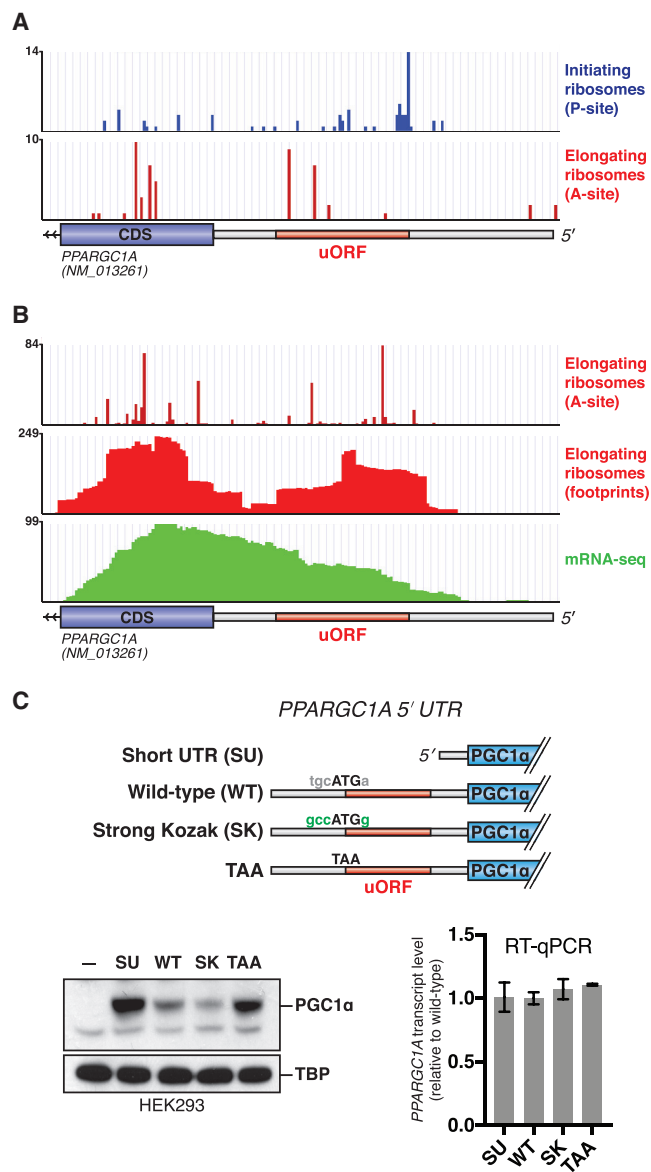 A
14
Initiating
ribosomes
(P-site)
10
Elongating
ribosomes
(A-site)
CDS
5′
PPARGC1A
(NM_013261)
uORF
B
84
Elongating
ribosomes
(A-site)
249
Elongating
ribosomes
(footprints)
99
mRNA-seq
CDS
5′
PPARGC1A
(NM_013261)
uORF
C
PPARGC1A 5′ UTR
Short UTR (SU)
5′
PGC1α
tgcATGa
Wild-type (WT)
PGC1α
gccATGg
Strong Kozak (SK)
PGC1α
TAA
TAA
PGC1α
uORF
– SU WT SK TAA
PGC1α
TBP
HEK293
RT-qPCR
PPARGC1A transcript level
(relative to wild-type)
1.5
1.0
0.5
0.0
SU WT SK TAA